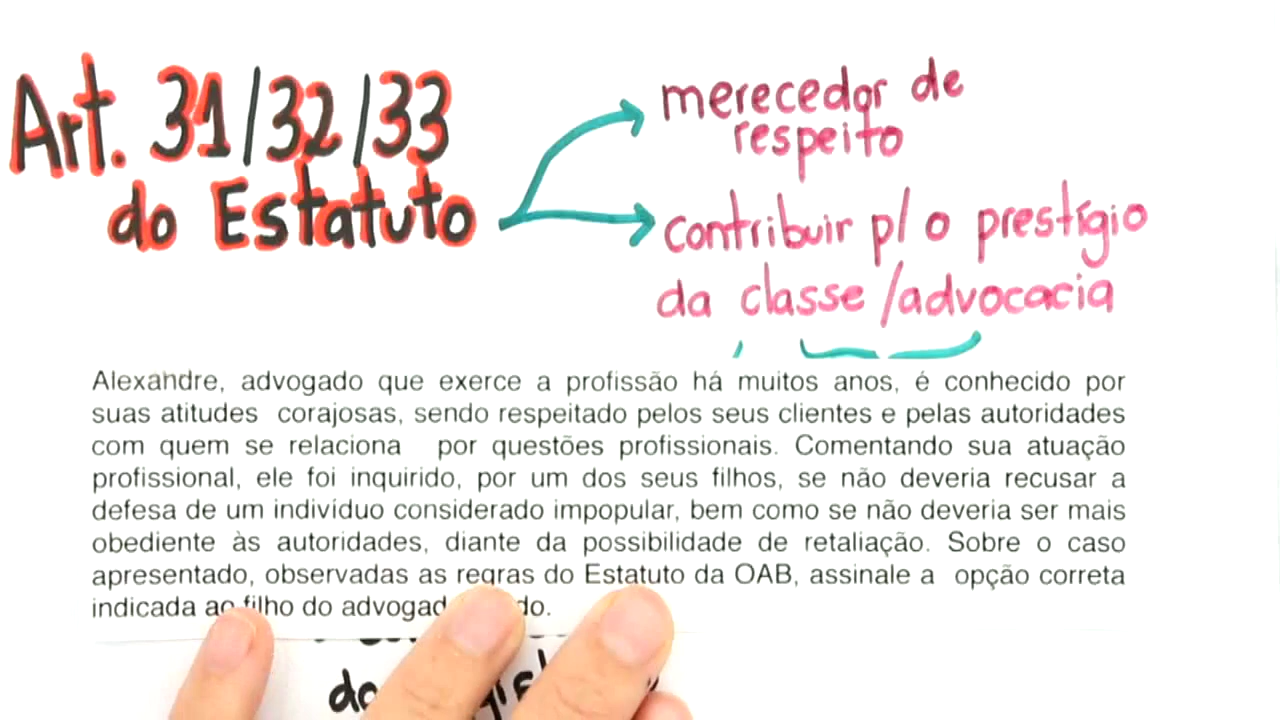 Art. 31/32/33
do Estatuto
merecedor de
respeito
contribuir p/ o prestígio
da classe /advocacia
Alexandre, advogado que exerce a profissão há muitos anos, é conhecido por
suas atitudes corajosas, sendo respeitado pelos seus clientes e pelas autoridades
com quem se relaciona por questões profissionais. Comentando sua atuação
profissional, ele foi inquirido, por um dos seus filhos, se não deveria recusar a
defesa de um indivíduo considerado impopular, bem como se não deveria ser mais
obediente às autoridades, diante da possibilidade de retaliação. Sobre o caso
apresentado, observadas as regras do Estatuto da OAB, assinale a opção correta
indicada ao filho do